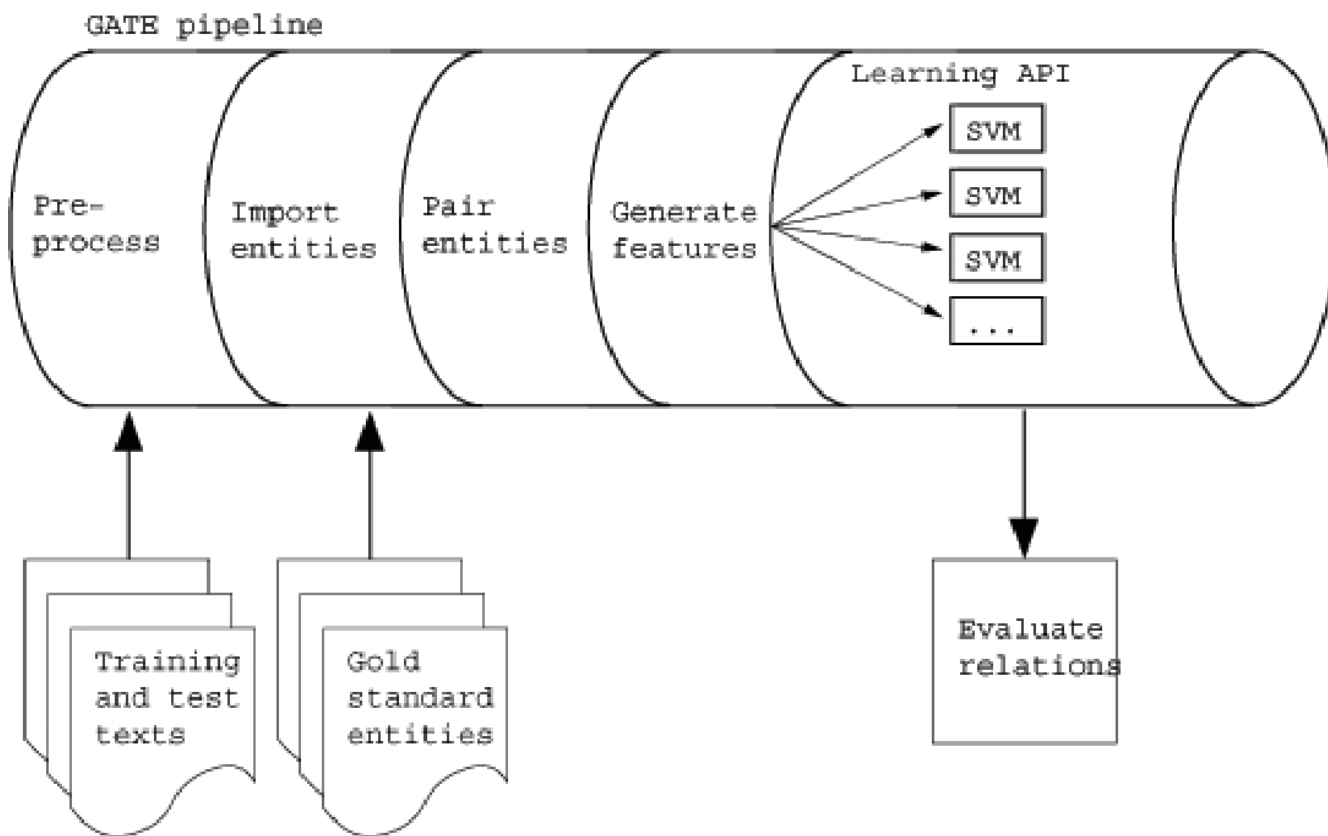 GATE pipeline
Learning API
SVM
SVM
SVM
...
Pre-
process
Import
entities
Pair
entities
Generate
features
Training
and test
texts
Gold
standard
entities
Evaluate
relations